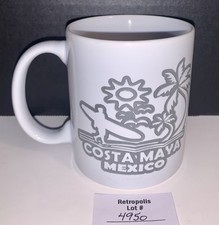 COSTA MAYA
MEXICO
Retropolis
Lot #
4950